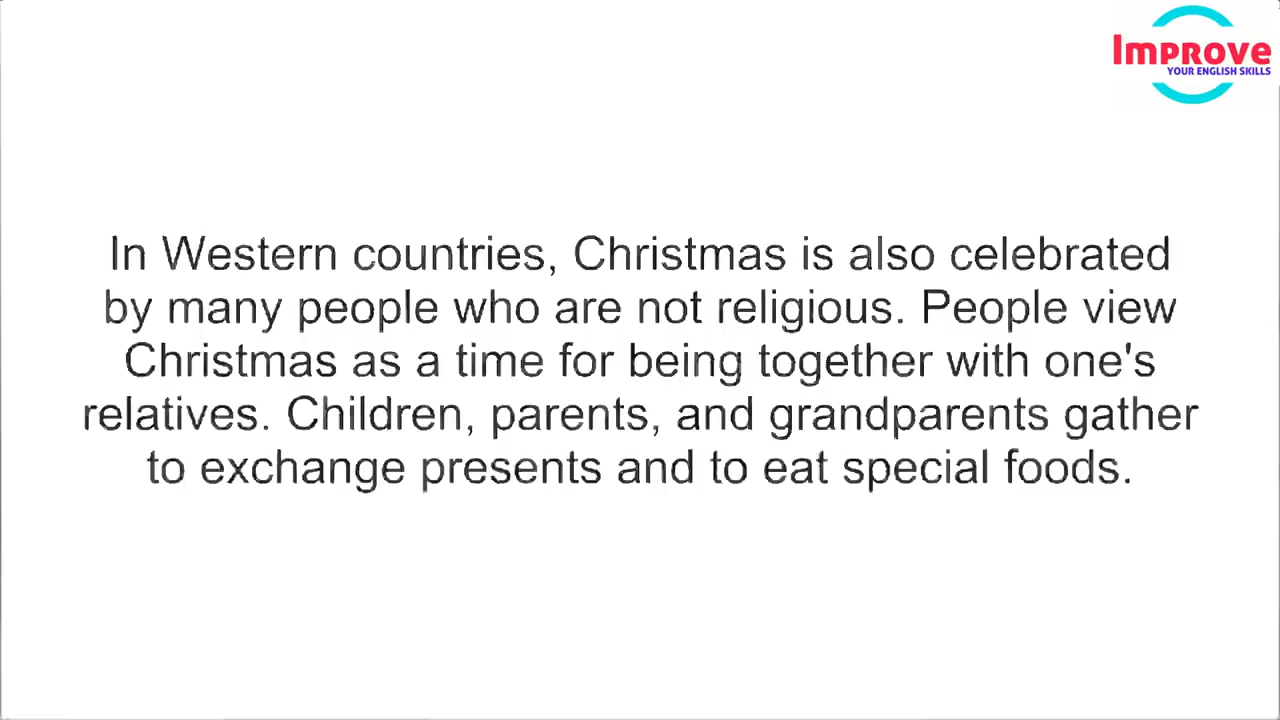 Improve
YOUR ENGLISH SKILLS
In Western countries, Christmas is also celebrated
by many people who are not religious. People view
Christmas as a time for being together with one's
relatives. Children, parents, and grandparents gather
to exchange presents and to eat special foods.